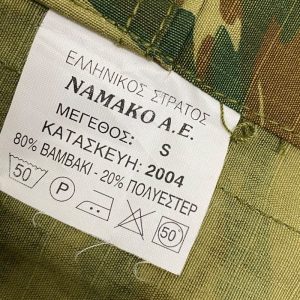 ΕΛΛΗΝΙΚΟΣ ΣΤΡΑΤΟΣ
NAMAKO A.E.
ΜΕΓΕΘΟΣ: S
ΚΑΤΑΣΚΕΥΗ: 2004
80% ΒΑΜΒΑΚΙ - 20% ΠΟΛΥΕΣΤΕΡ
50° P 50°